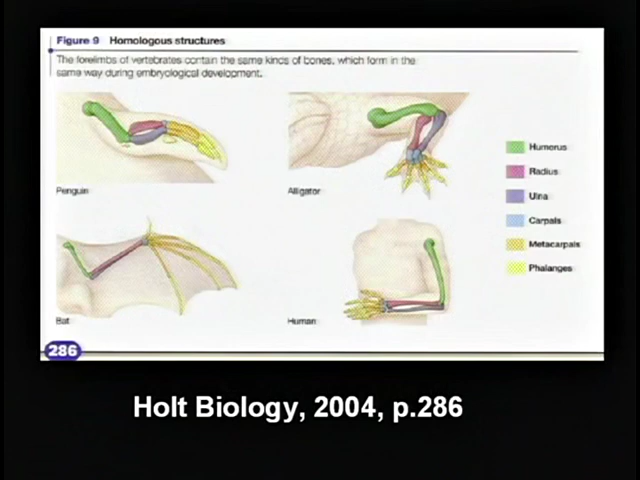 Figure 9 Homologous structures
The forelimbs of vertebrates contain the same kinds of bones, which form in the
same way during embryological development.
Penguin
Alligator
Humerus
Radius
Ulna
Carpals
Metacarpals
Phalanges
Bat
Human
286
Holt Biology, 2004, p.286